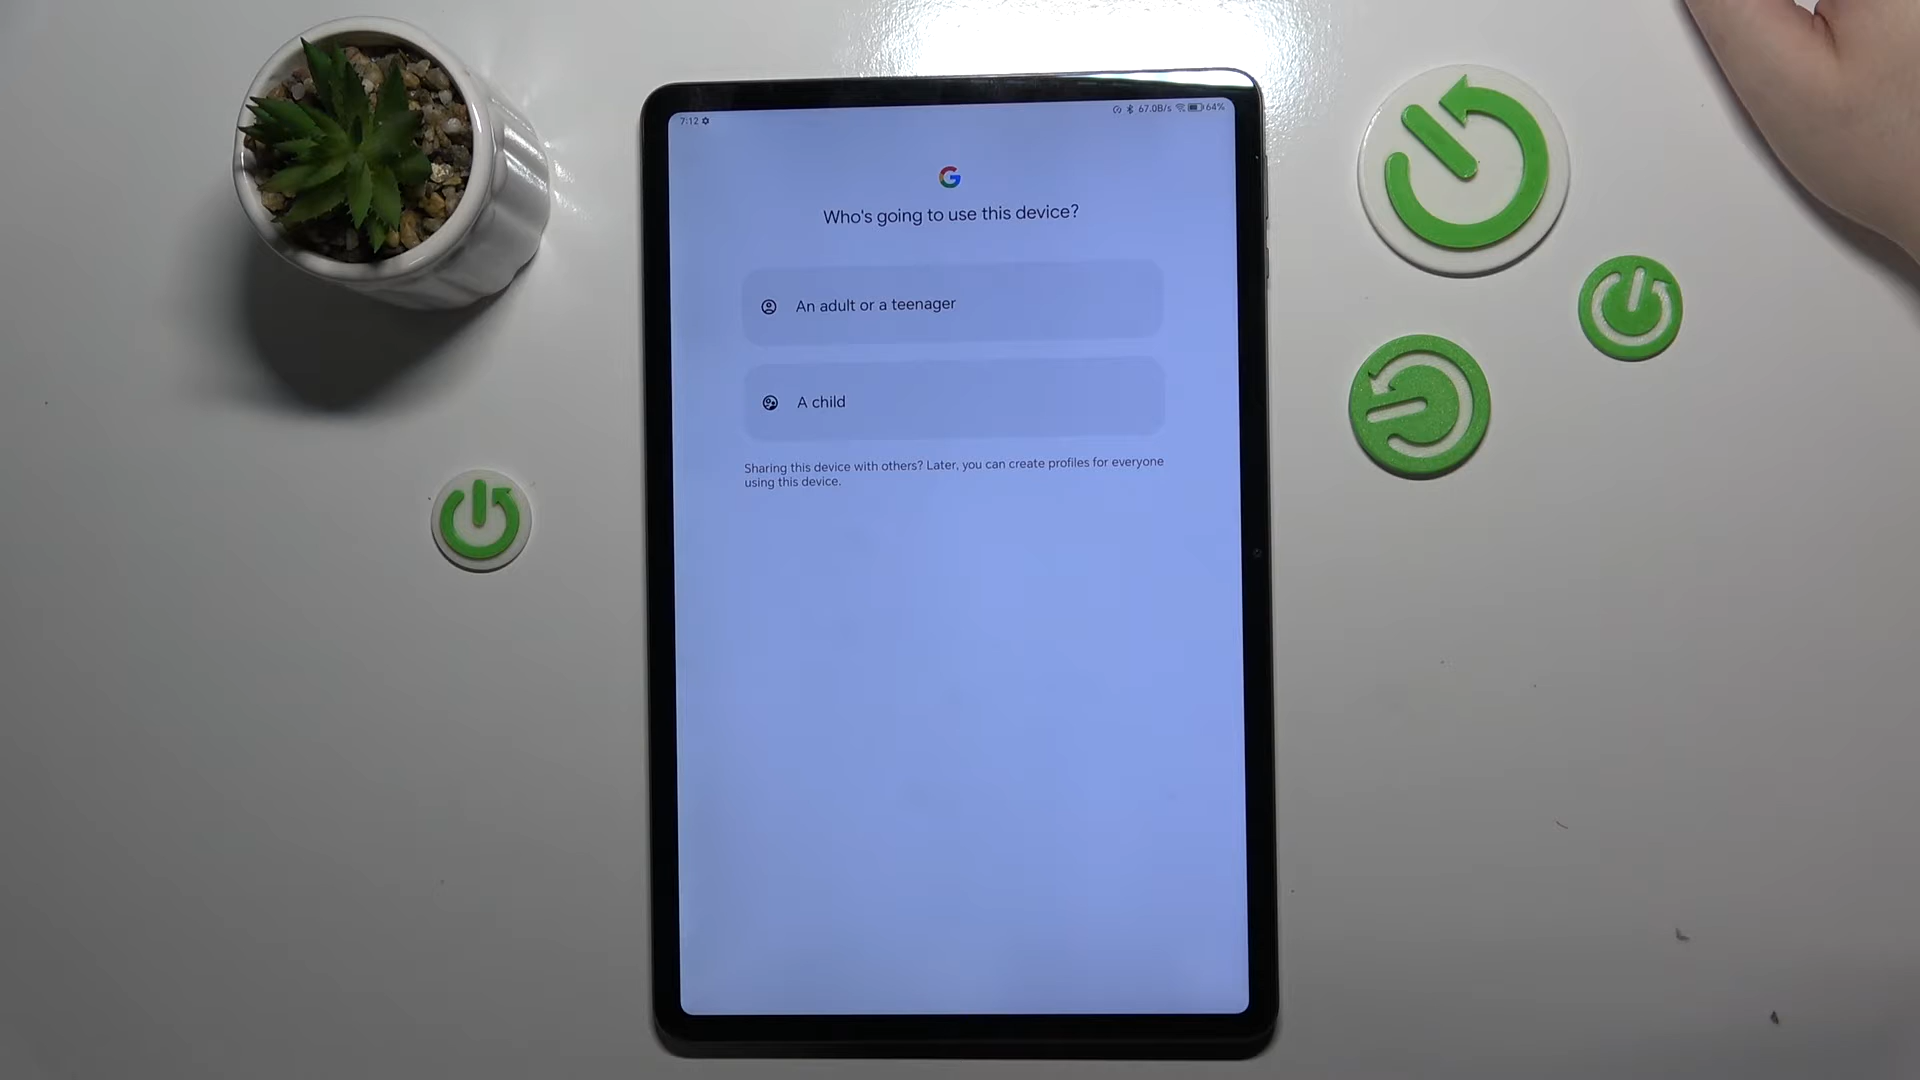 7:12
67.0B/s 64%
G
Who's going to use this device?
An adult or a teenager
A child
Sharing this device with others? Later, you can create profiles for everyone
using this device.